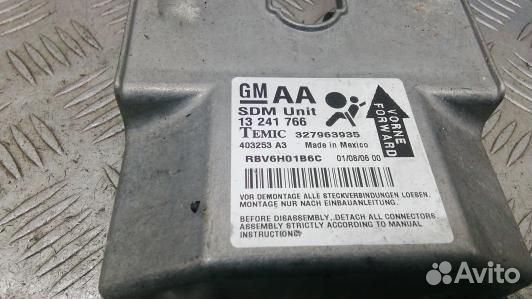 GM AA
SDM Unit
13 241 766
TEMIC 327963935
403253 A3 Made in Mexico
RBV6H01B6C 01/08/06 00
VORNE
FORWARD
VOR DEMONTAGE ALLE STECKVERBINDUNGEN LOESEN.
MONTAGE NUR NACH EINBAUANLEITUNG.
BEFORE DISASSEMBLY, DETACH ALL CONNECTORS.
ASSEMBLY STRICTLY ACCORDING TO MANUAL
INSTRUCTION
Avito